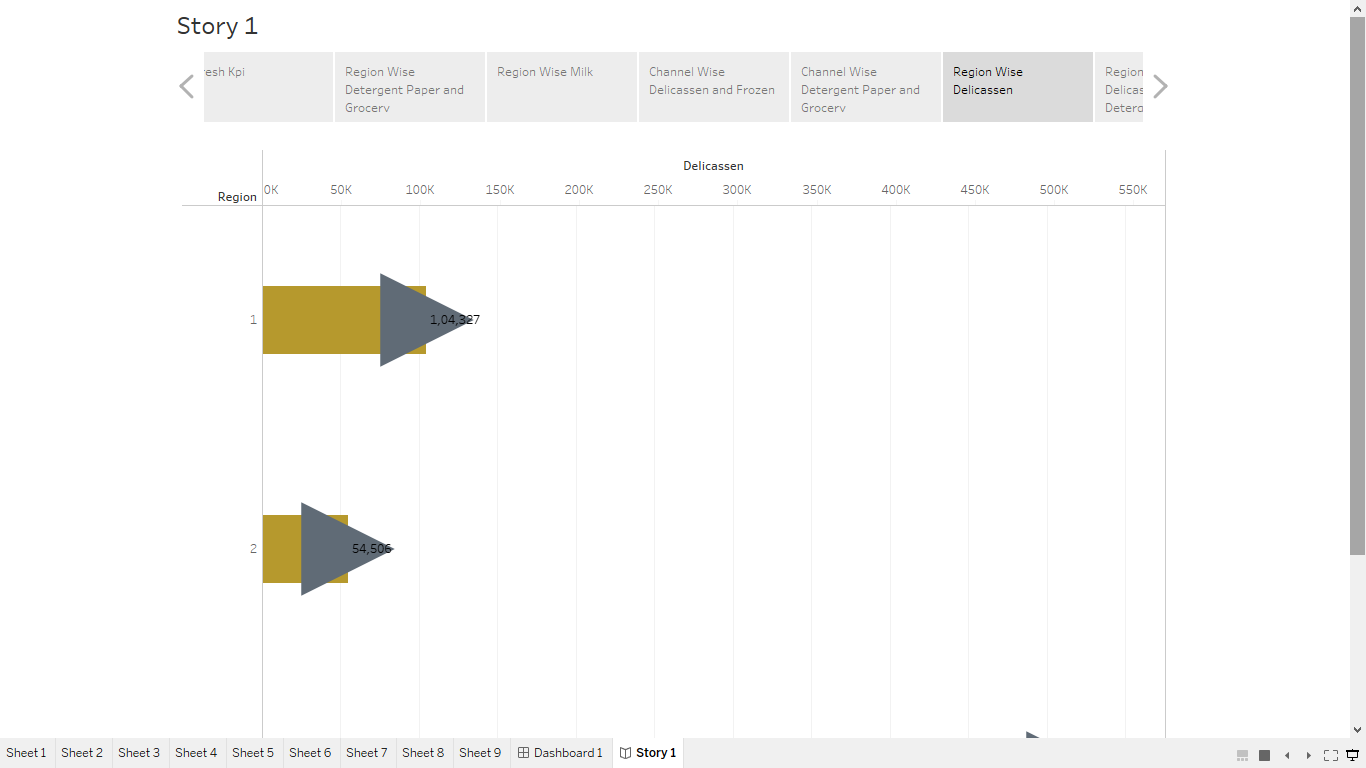 Story 1
resh Kpi
Region Wise
Detergent Paper and
Grocery
Region Wise Milk
Channel Wise
Delicassen and Frozen
Channel Wise
Detergent Paper and
Grocery
Region Wise
Delicassen
Region
Delicas
Deterg
Delicassen
Region
0K 50K 100K 150K 200K 250K 300K 350K 400K 450K 500K 550K
1
1,04,327
2
54,506
Sheet 1 Sheet 2 Sheet 3 Sheet 4 Sheet 5 Sheet 6 Sheet 7 Sheet 8 Sheet 9 Dashboard 1 Story 1